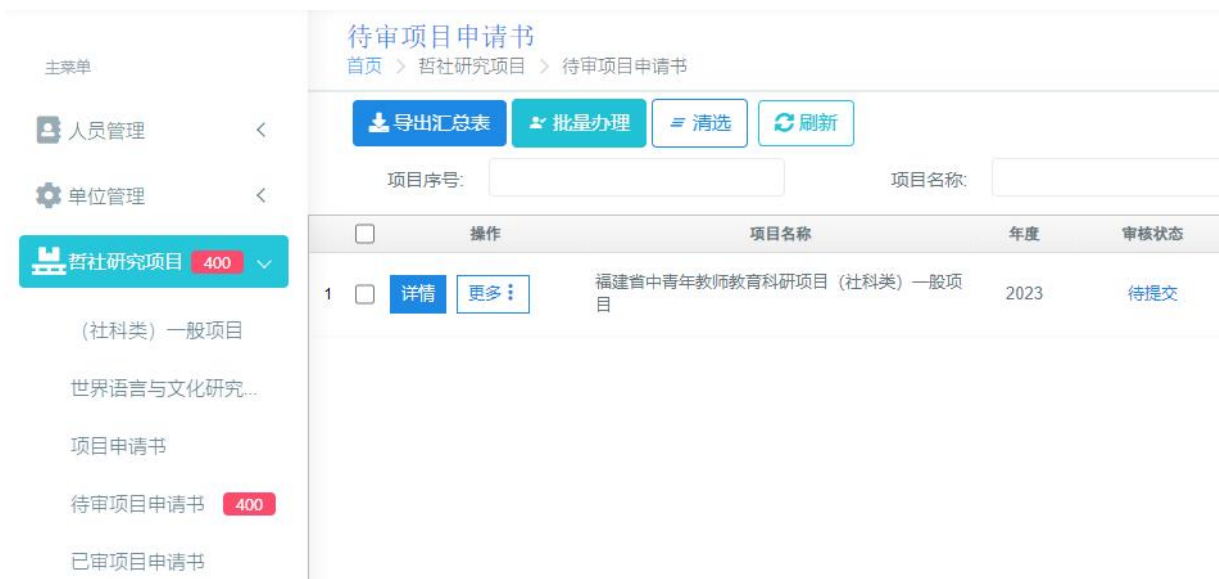 待审项目申请书
首页 > 哲社研究项目 > 待审项目申请书
主菜单
人员管理
单位管理
哲社研究项目 400
（社科类）一般项目
世界语言与文化研究...
项目申请书
待审项目申请书 400
已审项目申请书
导出汇总表 批量办理 清选 刷新
项目序号: 项目名称:
操作 项目名称 年度 审核状态
1 详情 更多 福建省中青年教师教育科研项目（社科类）一般项
目 2023 待提交